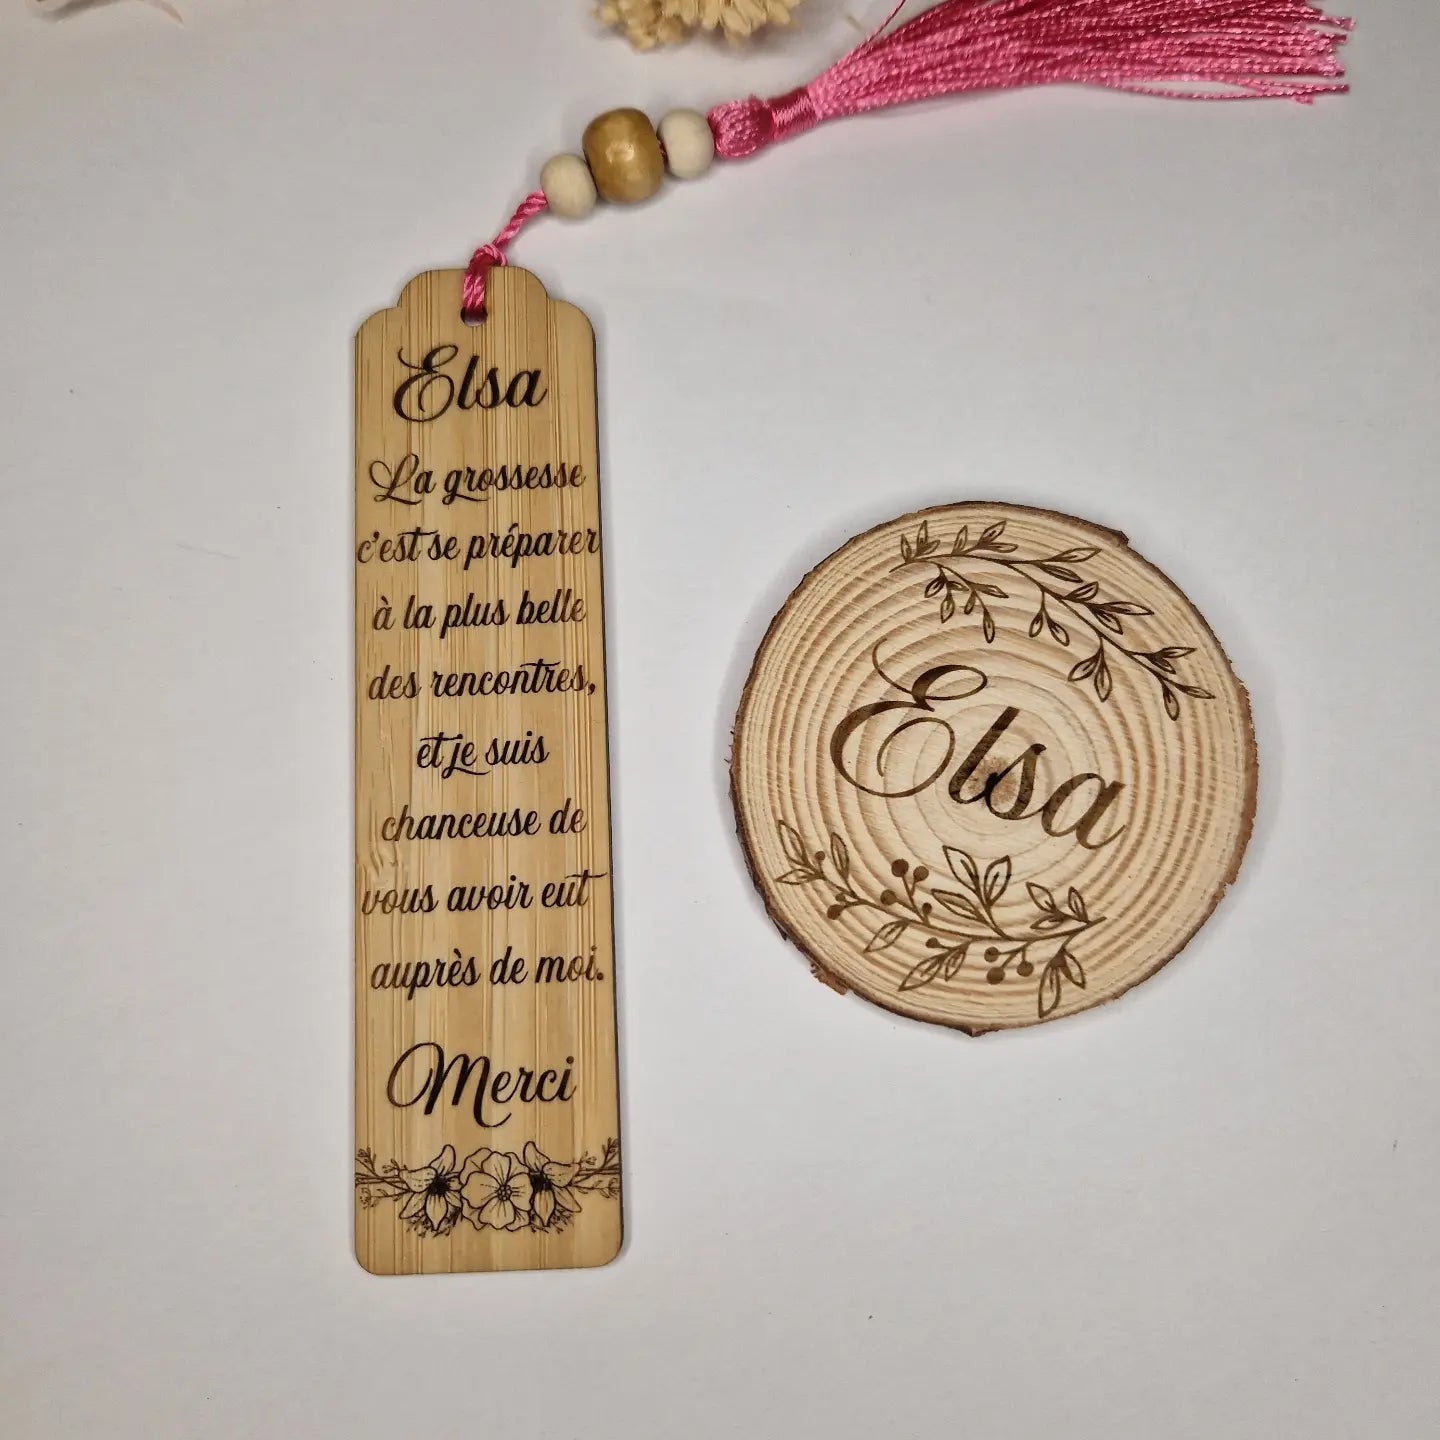 Elsa
La grossesse
c'est se préparer
à la plus belle
des rencontres,
et je suis
chanceuse de
vous avoir eut
auprès de moi.
Merci
Elsa